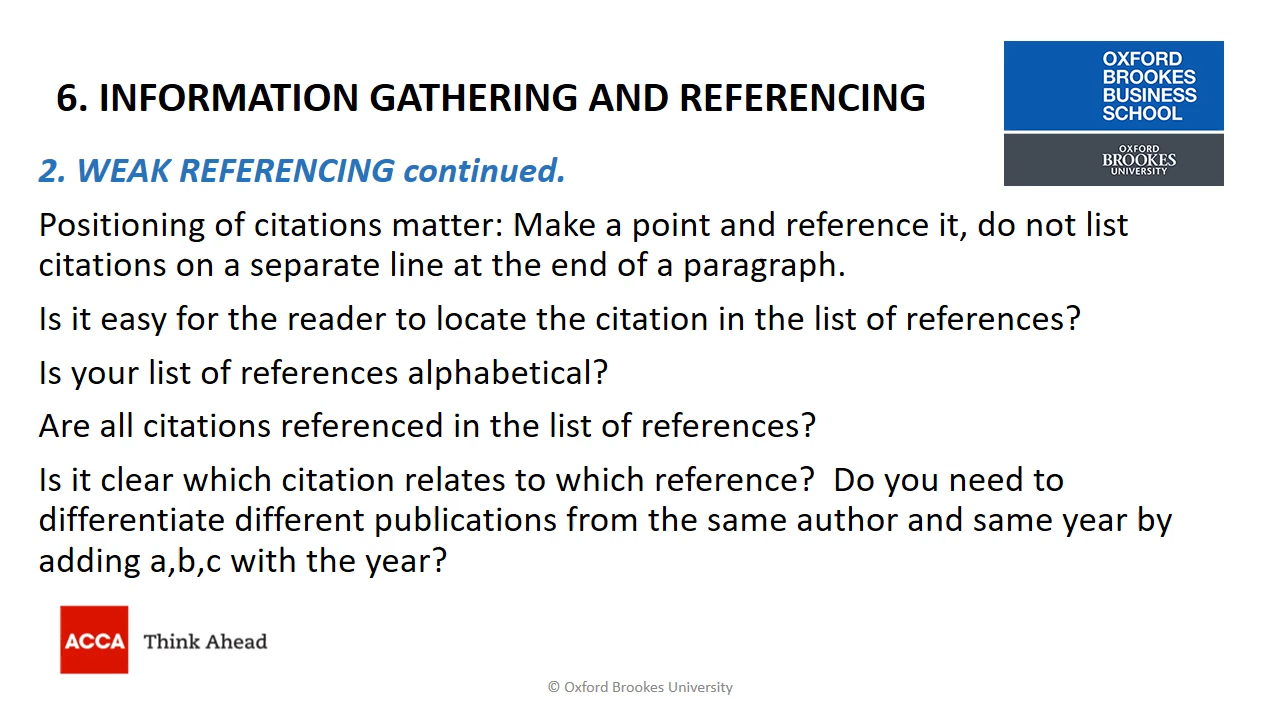 6. INFORMATION GATHERING AND REFERENCING
OXFORD
BROOKES
BUSINESS
SCHOOL
OXFORD
BROOKES
UNIVERSITY
2. WEAK REFERENCING continued.
Positioning of citations matter: Make a point and reference it, do not list
citations on a separate line at the end of a paragraph.
Is it easy for the reader to locate the citation in the list of references?
Is your list of references alphabetical?
Are all citations referenced in the list of references?
Is it clear which citation relates to which reference?  Do you need to
differentiate different publications from the same author and same year by
adding a,b,c with the year?
ACCA Think Ahead
© Oxford Brookes University